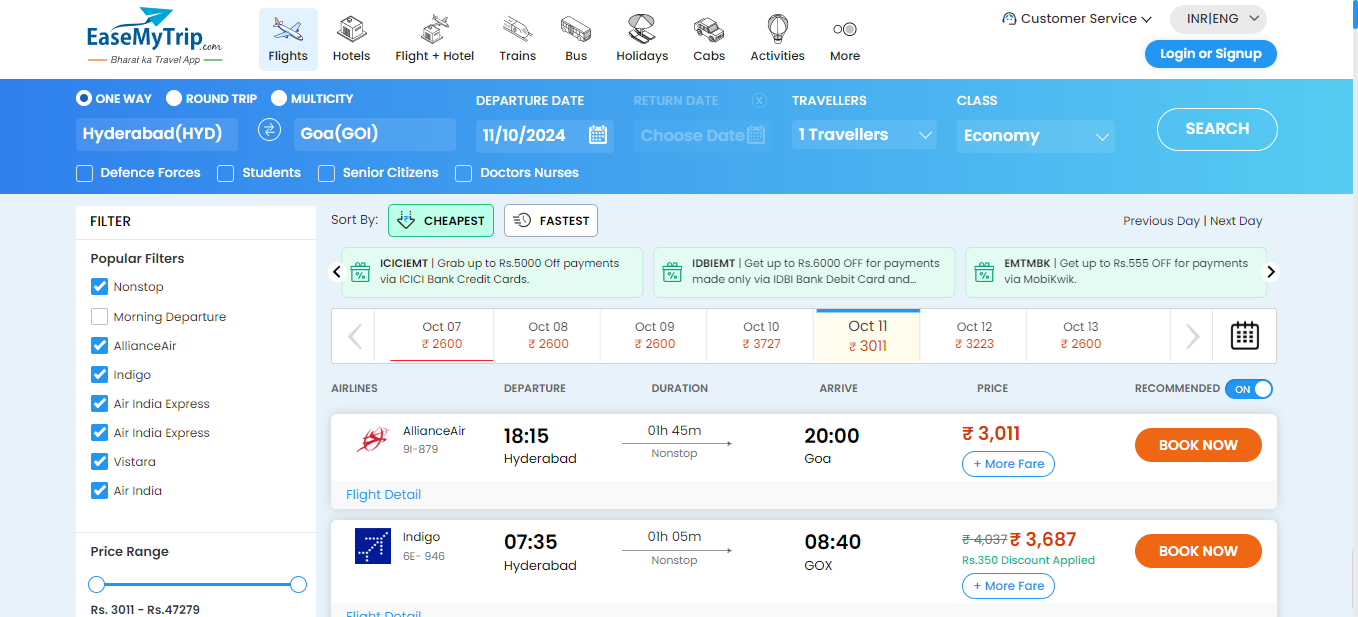 EaseMyTrip.com
Bharat ka Travel App
Flights
Hotels
Flight + Hotel
Trains
Bus
Holidays
Cabs
Activities
More
Customer Service
INR|ENG
Login or Signup
ONE WAY
ROUND TRIP
MULTICITY
Hyderabad(HYD)
Goa(GOI)
DEPARTURE DATE
11/10/2024
RETURN DATE
Choose Date
TRAVELLERS
1 Travellers
CLASS
Economy
SEARCH
Defence Forces
Students
Senior Citizens
Doctors Nurses
FILTER
Popular Filters
Nonstop
Morning Departure
AllianceAir
Indigo
Air India Express
Air India Express
Vistara
Air India
Price Range
Rs. 3011 - Rs.47279
Sort By:
CHEAPEST
FASTEST
Previous Day | Next Day
ICICIEMT | Grab up to Rs.5000 Off payments
via ICICI Bank Credit Cards.
IDBIEMT | Get up to Rs.6000 OFF for payments
made only via IDBI Bank Debit Card and...
EMTMBK | Get up to Rs.555 OFF for payments
via MobiKwik.
Oct 07
₹ 2600
Oct 08
₹ 2600
Oct 09
₹ 2600
Oct 10
₹ 3727
Oct 11
₹ 3011
Oct 12
₹ 3223
Oct 13
₹ 2600
AIRLINES
DEPARTURE
DURATION
ARRIVE
PRICE
RECOMMENDED
ON
AllianceAir
9I-879
18:15
Hyderabad
01h 45m
Nonstop
20:00
Goa
₹ 3,011
+ More Fare
BOOK NOW
Flight Detail
Indigo
6E- 946
07:35
Hyderabad
01h 05m
Nonstop
08:40
GOX
₹ 4,037 ₹ 3,687
Rs.350 Discount Applied
+ More Fare
BOOK NOW
Flight Detail